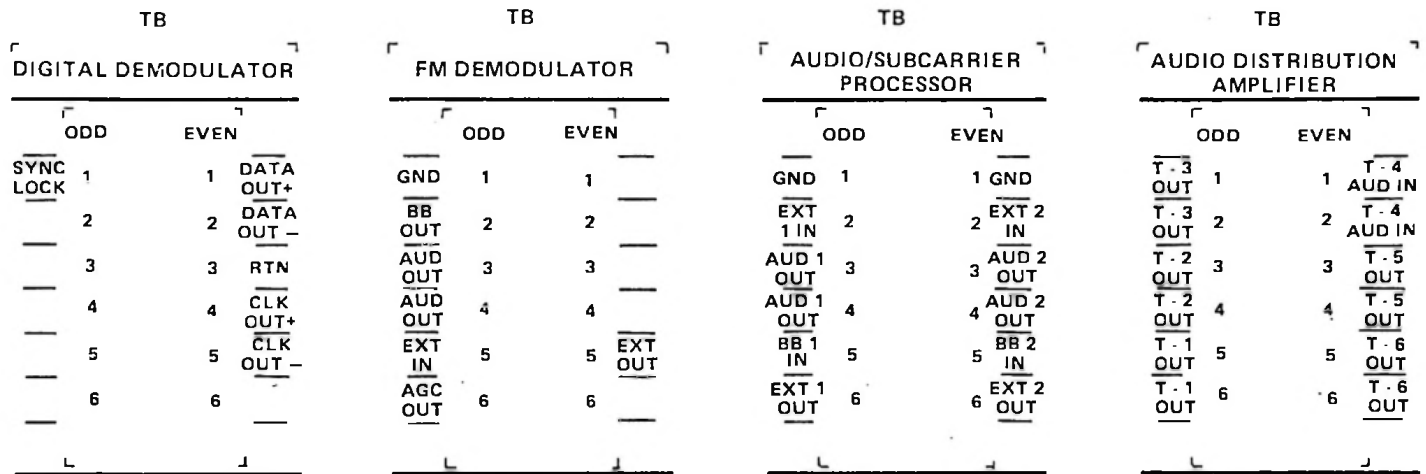 TB
DIGITAL DEMODULATOR
ODD EVEN
SYNC LOCK 1 1 DATA OUT+
2 2 DATA OUT –
3 3 RTN
4 4 CLK OUT+
5 5 CLK OUT –
6 6
TB
FM DEMODULATOR
ODD EVEN
GND 1 1
BB OUT 2 2
AUD OUT 3 3
AUD OUT 4 4
EXT IN 5 5 EXT OUT
AGC OUT 6 6
TB
AUDIO/SUBCARRIER
PROCESSOR
ODD EVEN
GND 1 1 GND
EXT 1 IN 2 2 EXT 2 IN
AUD 1 OUT 3 3 AUD 2 OUT
AUD 1 OUT 4 4 AUD 2 OUT
BB 1 IN 5 5 BB 2 IN
EXT 1 OUT 6 6 EXT 2 OUT
TB
AUDIO DISTRIBUTION
AMPLIFIER
ODD EVEN
T - 3 OUT 1 1 T - 4 AUD IN
T - 3 OUT 2 2 T - 4 AUD IN
T - 2 OUT 3 3 T - 5 OUT
T - 2 OUT 4 4 T - 5 OUT
T - 1 OUT 5 5 T - 6 OUT
T - 1 OUT 6 6 T - 6 OUT